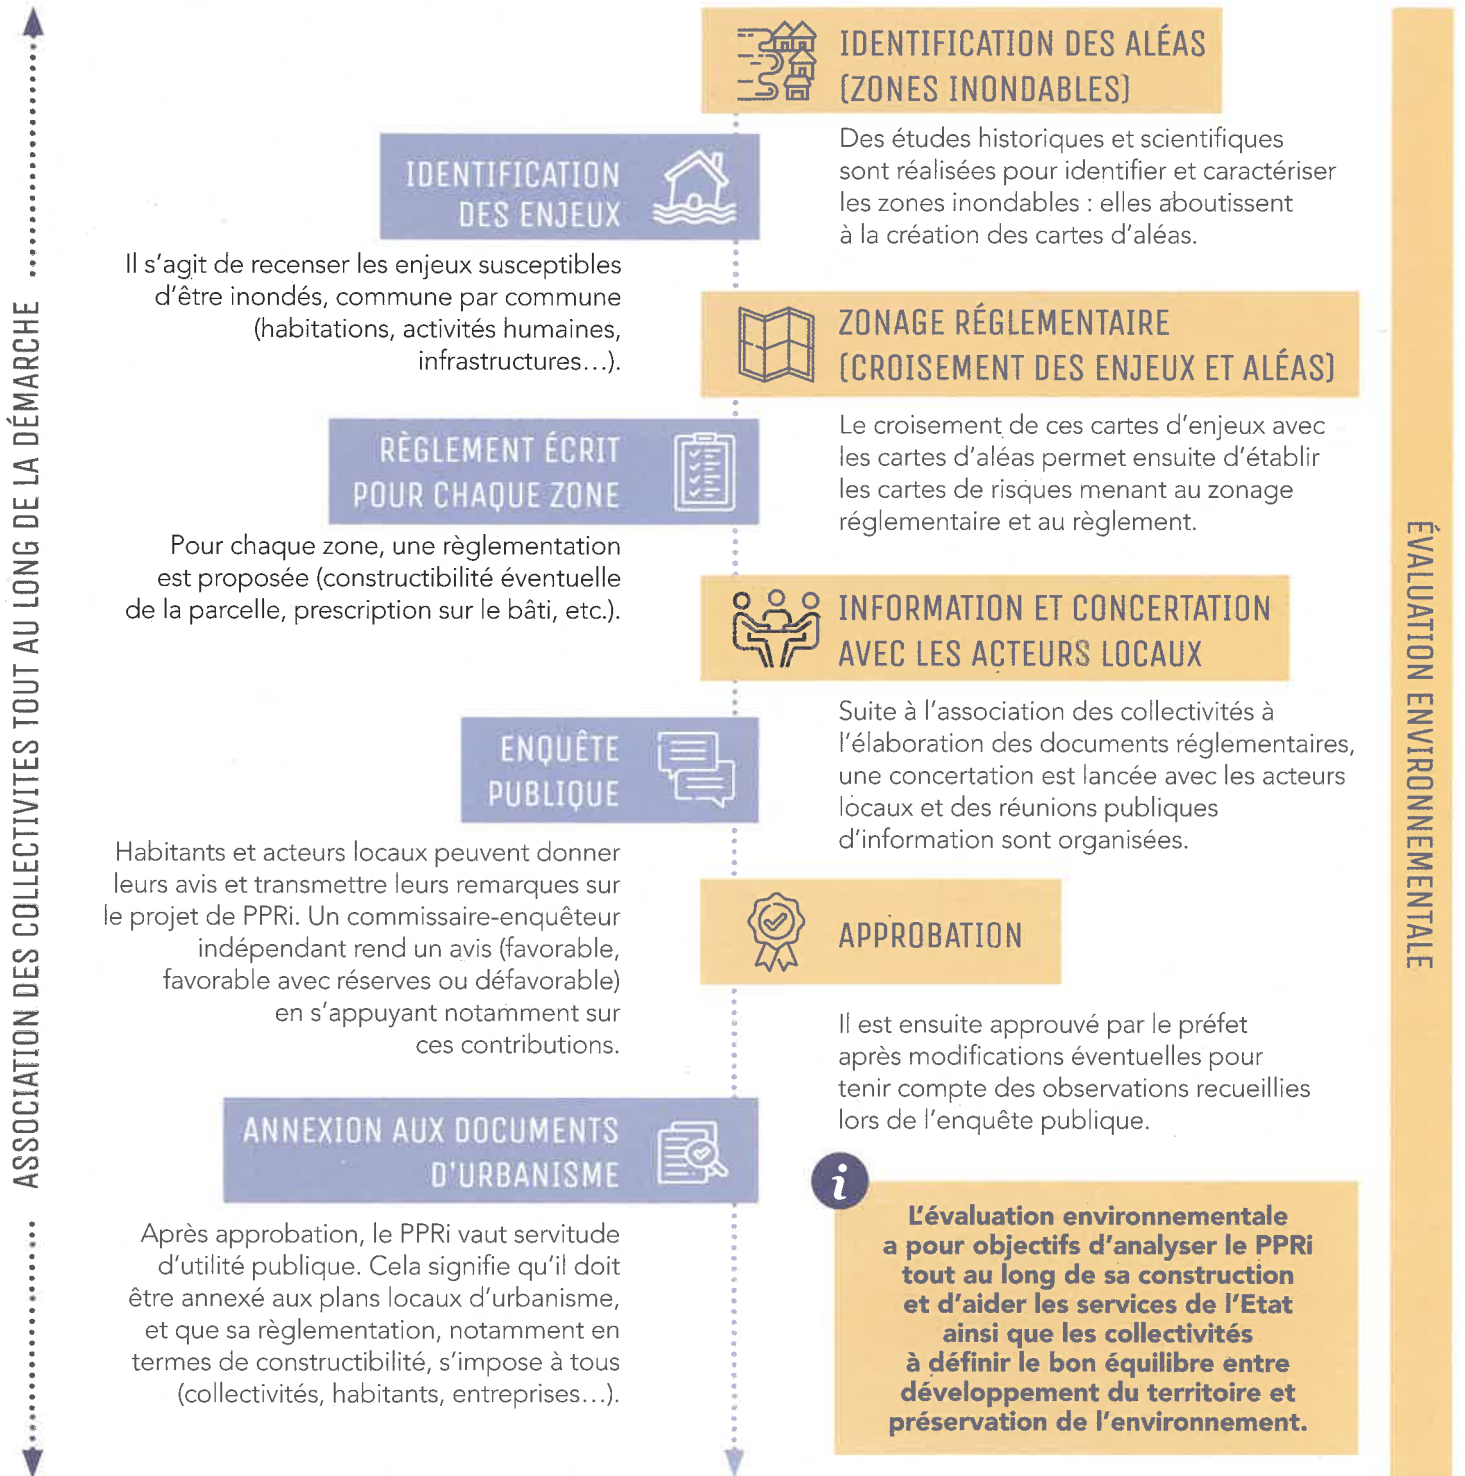 ASSOCIATION DES COLLECTIVITES TOUT AU LONG DE LA DÉMARCHE
IDENTIFICATION DES ALÉAS
(ZONES INONDABLES)
Des études historiques et scientifiques
sont réalisées pour identifier et caractériser
les zones inondables : elles aboutissent
à la création des cartes d'aléas.
IDENTIFICATION
DES ENJEUX
Il s'agit de recenser les enjeux susceptibles
d'être inondés, commune par commune
(habitations, activités humaines,
infrastructures...).
ZONAGE RÉGLEMENTAIRE
(CROISEMENT DES ENJEUX ET ALÉAS)
Le croisement de ces cartes d'enjeux avec
les cartes d'aléas permet ensuite d'établir
les cartes de risques menant au zonage
réglementaire et au règlement.
RÈGLEMENT ÉCRIT
POUR CHAQUE ZONE
Pour chaque zone, une règlementation
est proposée (constructibilité éventuelle
de la parcelle, prescription sur le bâti, etc.).
INFORMATION ET CONCERTATION
AVEC LES ACTEURS LOCAUX
Suite à l'association des collectivités à
l'élaboration des documents réglementaires,
une concertation est lancée avec les acteurs
locaux et des réunions publiques
d'information sont organisées.
ENQUÊTE
PUBLIQUE
Habitants et acteurs locaux peuvent donner
leurs avis et transmettre leurs remarques sur
le projet de PPRi. Un commissaire-enquêteur
indépendant rend un avis (favorable,
favorable avec réserves ou défavorable)
en s'appuyant notamment sur
ces contributions.
APPROBATION
Il est ensuite approuvé par le préfet
après modifications éventuelles pour
tenir compte des observations recueillies
lors de l'enquête publique.
ANNEXION AUX DOCUMENTS
D'URBANISME
Après approbation, le PPRi vaut servitude
d'utilité publique. Cela signifie qu'il doit
être annexé aux plans locaux d'urbanisme,
et que sa règlementation, notamment en
termes de constructibilité, s'impose à tous
(collectivités, habitants, entreprises...).
i
L'évaluation environnementale
a pour objectifs d'analyser le PPRi
tout au long de sa construction
et d'aider les services de l'Etat
ainsi que les collectivités
à définir le bon équilibre entre
développement du territoire et
préservation de l'environnement.
ÉVALUATION ENVIRONNEMENTALE